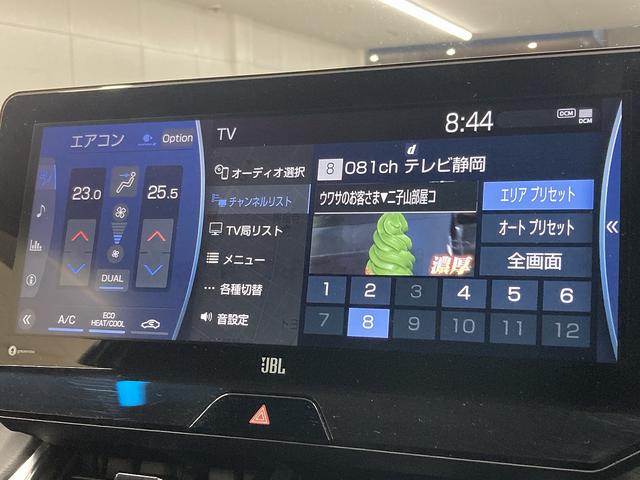 8:44
DCM
DCM
エアコン
Option
23.0
25.5
DUAL
A/C
ECO
HEAT/COOL
TV
オーディオ選択
チャンネルリスト
TV局リスト
メニュー
各種切替
音設定
d
8 081ch テレビ静岡
ウワサのお客さま▼二子山部屋コ
濃厚
エリア プリセット
オート プリセット
全画面
1 2 3 4 5 6
7 8 9 10 11 12
JBL